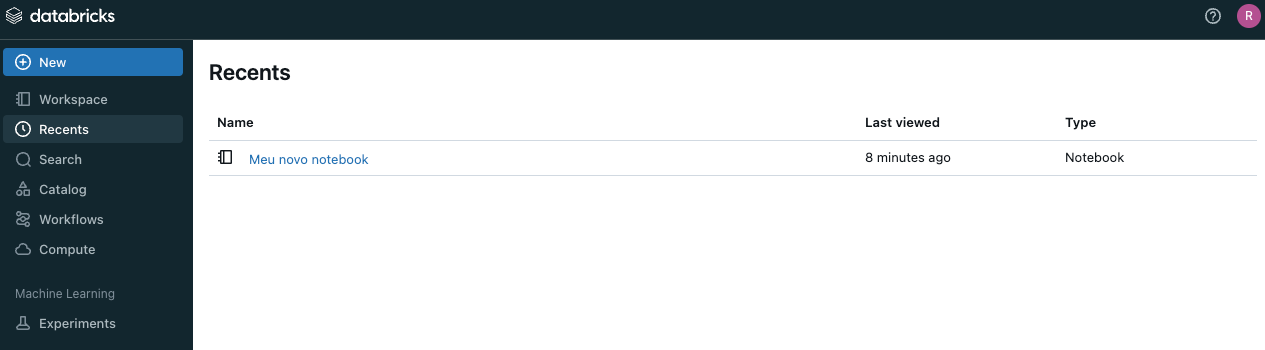 databricks
R
New
Workspace
Recents
Search
Catalog
Workflows
Compute
Machine Learning
Experiments
Recents
Name Last viewed Type
Meu novo notebook 8 minutes ago Notebook